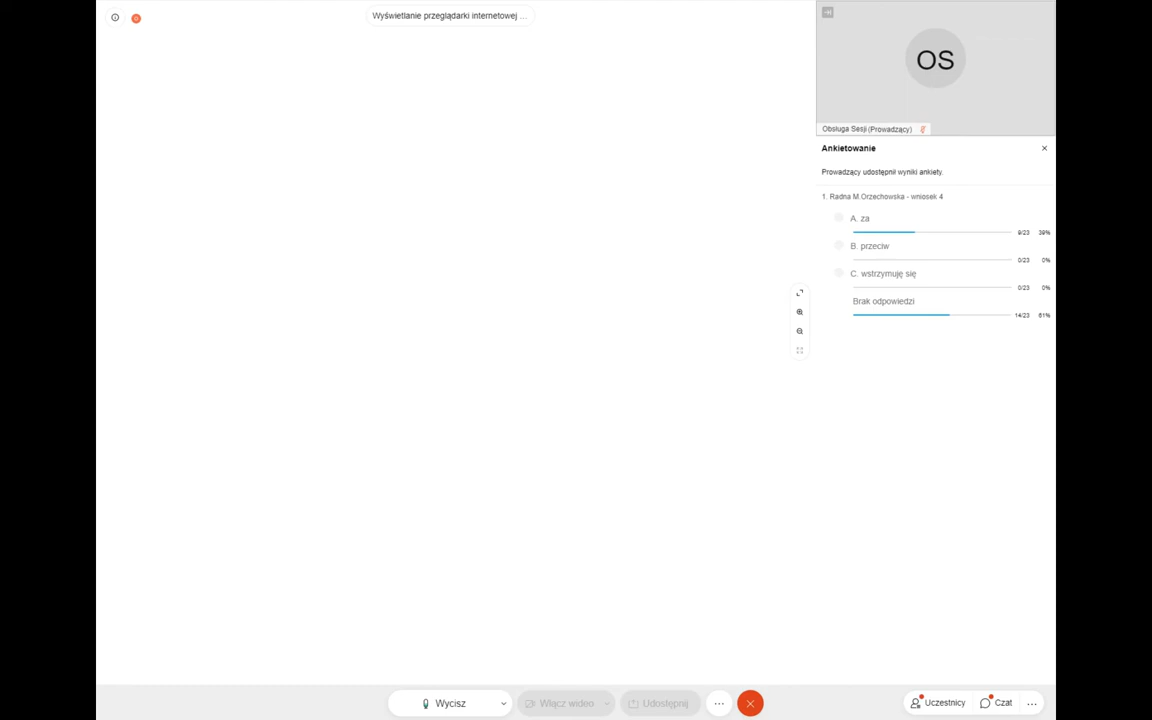 Wyświetlanie przeglądarki internetowej ...
OS
Obsługa Sesji (Prowadzący)
Ankietowanie
Prowadzący udostępnił wyniki ankiety.
1. Radna M.Orzechowska - wniosek 4
A. za
9/23 39%
B. przeciw
0/23 0%
C. wstrzymuję się
0/23 0%
Brak odpowiedzi
14/23 61%
Wycisz
Włącz wideo
Udostępnij
Uczestnicy
Czat